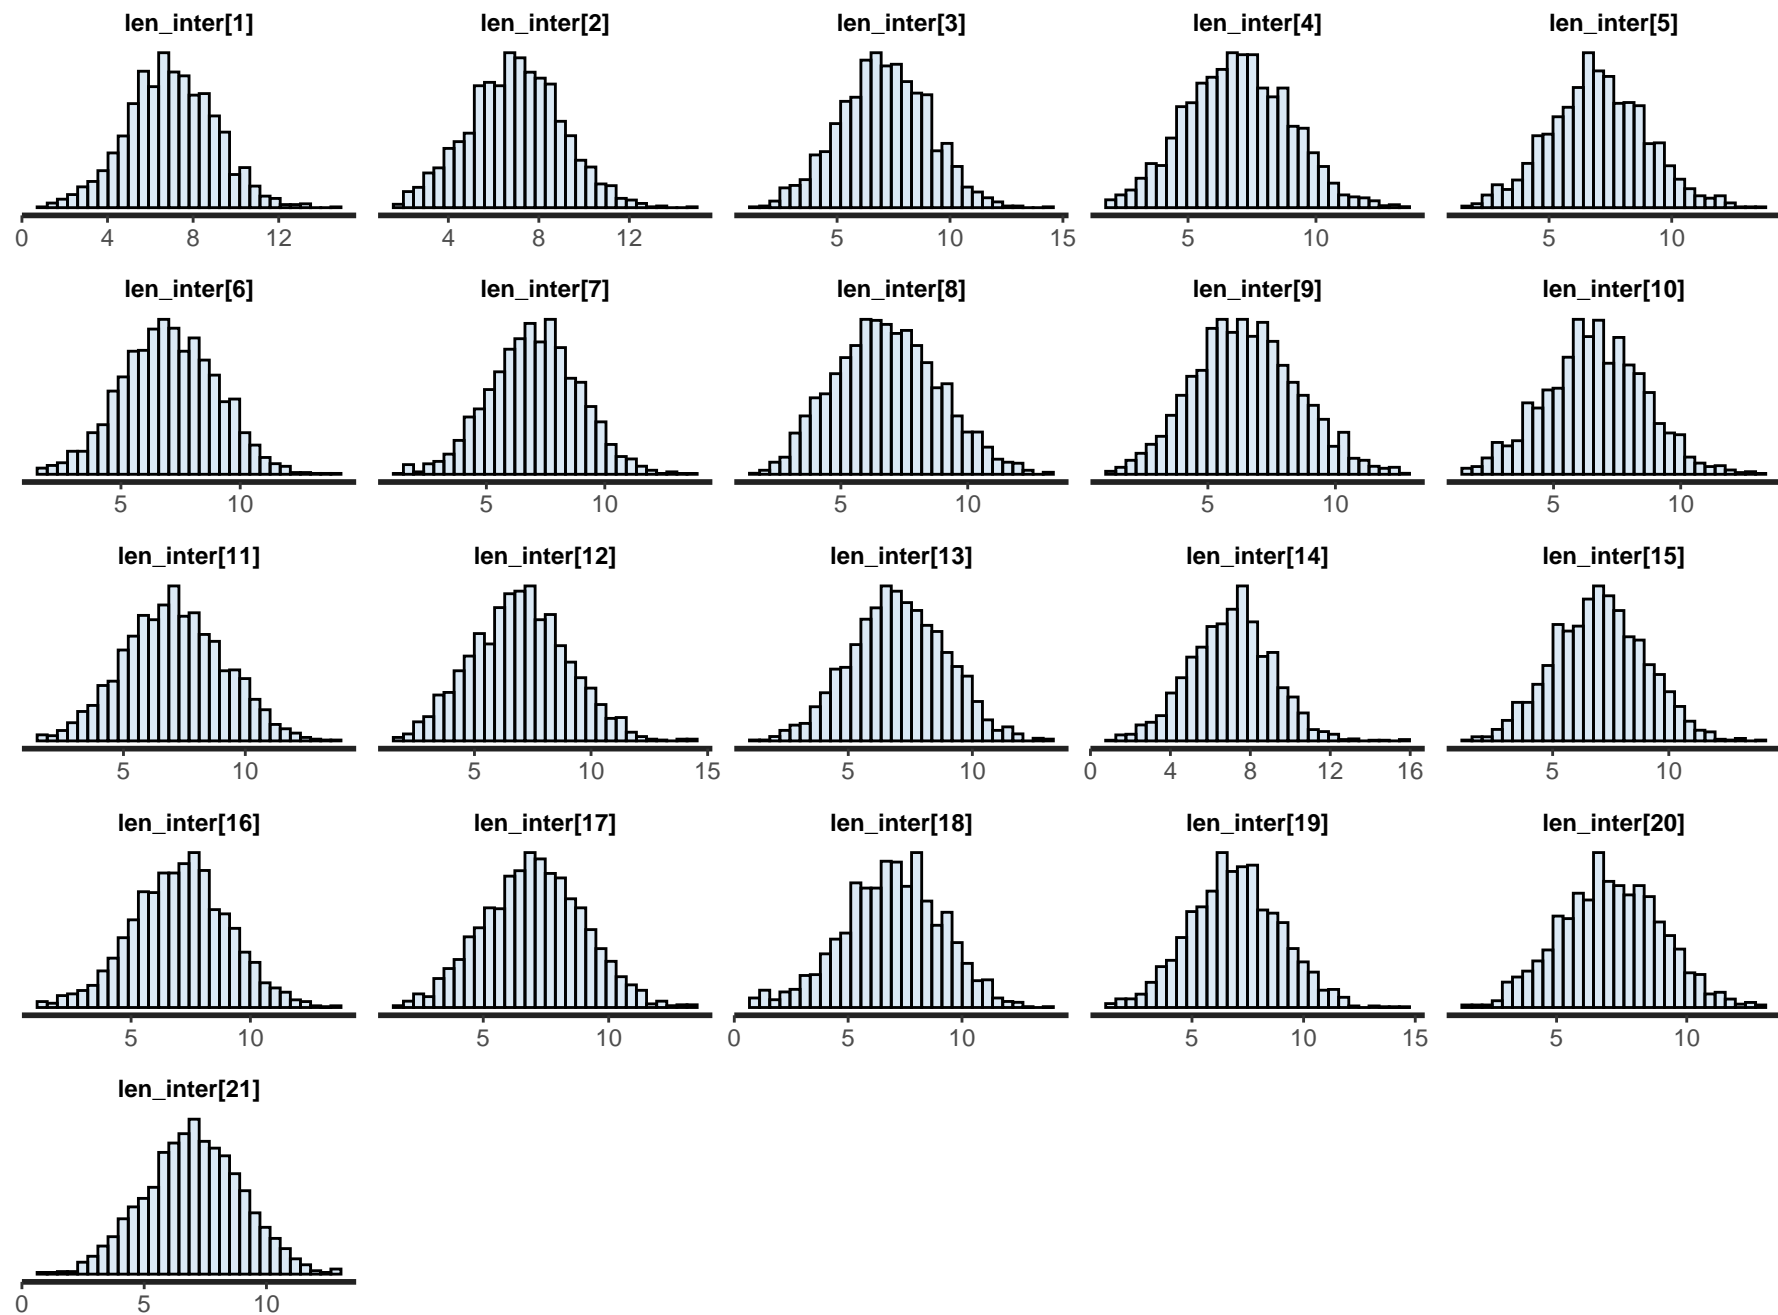 len_inter[1] len_inter[2] len_inter[3] len_inter[4] len_inter[5]
0 4 8 12 4 8 12 5 10 15 5 10 5 10
len_inter[6] len_inter[7] len_inter[8] len_inter[9] len_inter[10]
5 10 5 10 5 10 5 10 5 10
len_inter[11] len_inter[12] len_inter[13] len_inter[14] len_inter[15]
5 10 5 10 15 5 10 0 4 8 12 16 5 10
len_inter[16] len_inter[17] len_inter[18] len_inter[19] len_inter[20]
5 10 5 10 0 5 10 5 10 15 5 10
len_inter[21]
0 5 10